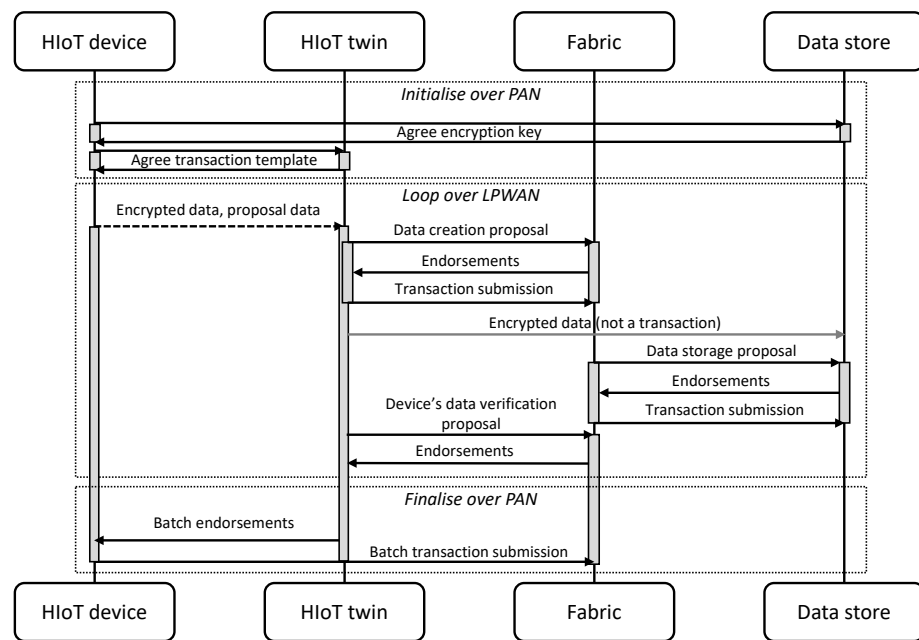 HIoT device
HIoT twin
Fabric
Data store
Initialise over PAN
Agree encryption key
Agree transaction template
Loop over LPWAN
Encrypted data, proposal data
Data creation proposal
Endorsements
Transaction submission
Encrypted data (not a transaction)
Data storage proposal
Endorsements
Transaction submission
Device's data verification
proposal
Endorsements
Finalise over PAN
Batch endorsements
Batch transaction submission
HIoT device
HIoT twin
Fabric
Data store